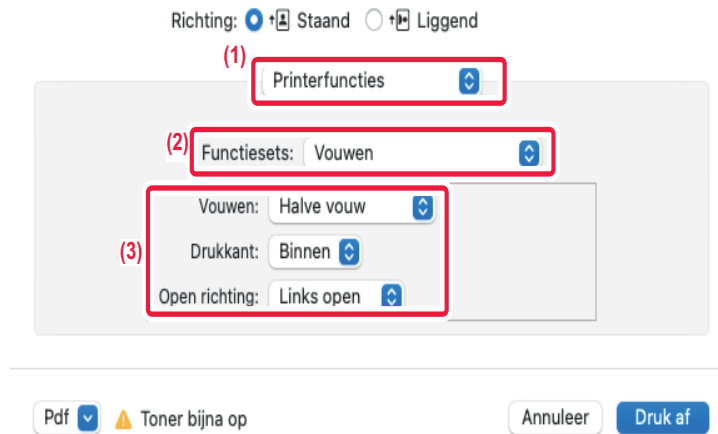 Richting: Staand Liggend
(1)
Printerfuncties
(2) Functiesets: Vouwen
Vouwen: Halve vouw
(3) Drukkant: Binnen
Open richting: Links open
Pdf Toner bijna op Annuleer Druk af